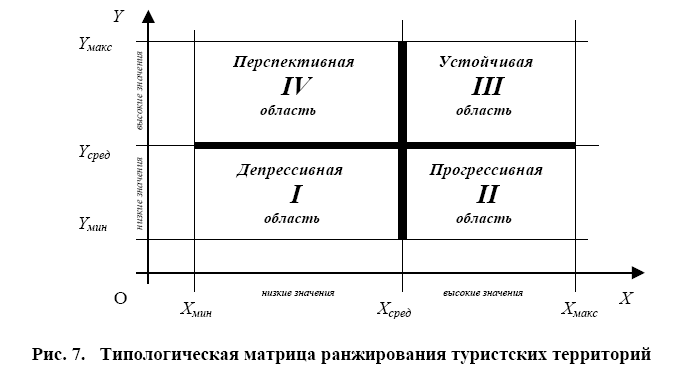 Y
Yмакс
Перспективная
Устойчивая
IV
III
область
область
высокие значения
Yсред
Депрессивная
Прогрессивная
I
II
область
область
низкие значения
Yмин
O
низкие значения
высокие значения
X
Xмин
Xсред
Xмакс
Рис. 7. Типологическая матрица ранжирования туристских территорий